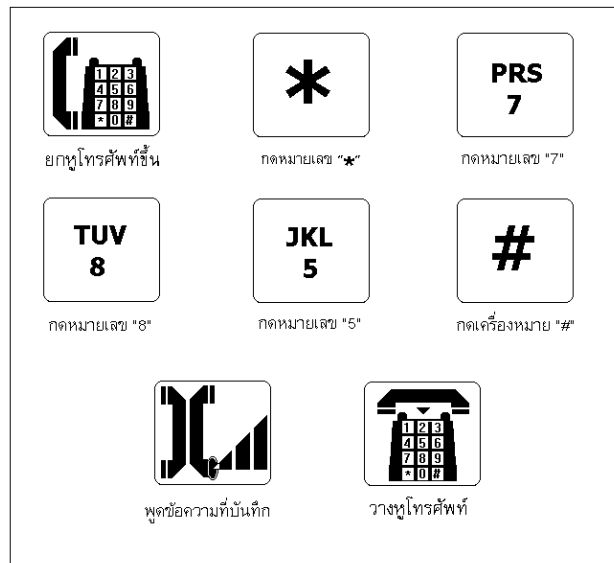 1 2 3
4 5 6
7 8 9
* 0 #
ยกหูโทรศัพท์ขึ้น
*
กดหมายเลข "*"
PRS
7
กดหมายเลข "7"
TUV
8
กดหมายเลข "8"
JKL
5
กดหมายเลข "5"
#
กดเครื่องหมาย "#"
พูดข้อความที่บันทึก
1 2 3
4 5 6
7 8 9
* 0 #
วางหูโทรศัพท์